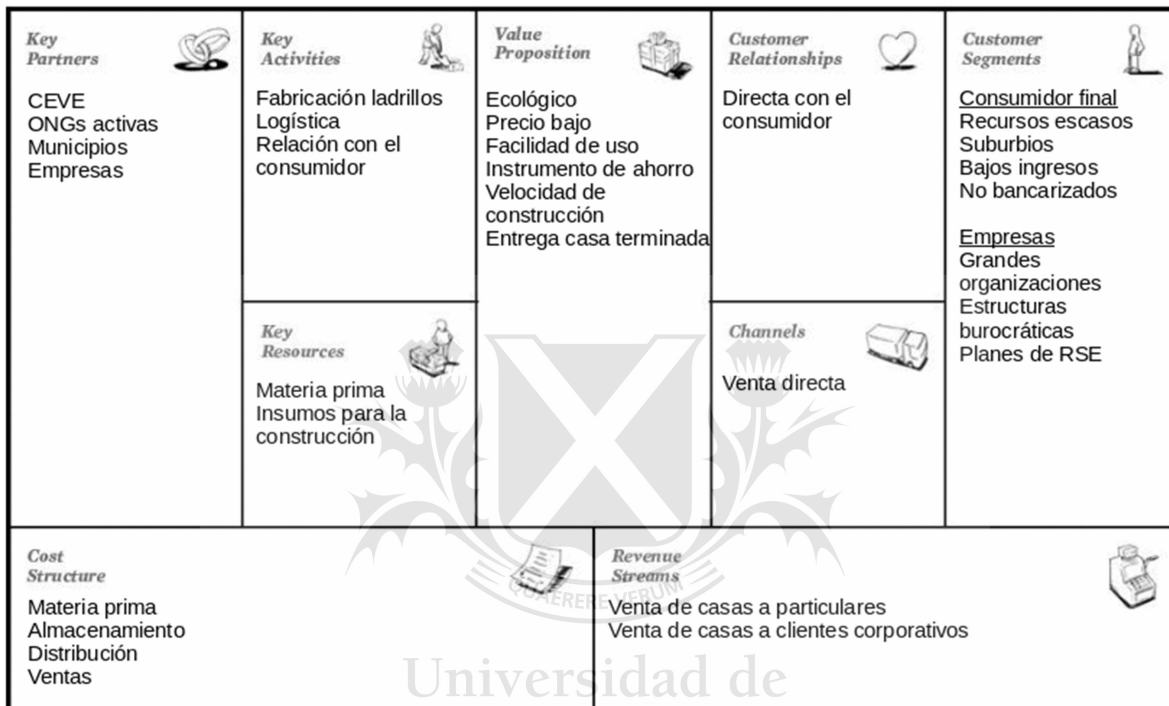 Key
Partners
CEVE
ONGs activas
Municipios
Empresas
Key
Activities
Fabricación ladrillos
Logística
Relación con el
consumidor
Key
Resources
Materia prima
Insumos para la
construcción
Value
Proposition
Ecológico
Precio bajo
Facilidad de uso
Instrumento de ahorro
Velocidad de
construcción
Entrega casa terminada
Customer
Relationships
Directa con el
consumidor
Channels
Venta directa
Customer
Segments
Consumidor final
Recursos escasos
Suburbios
Bajos ingresos
No bancarizados
Empresas
Grandes
organizaciones
Estructuras
burocráticas
Planes de RSE
Cost
Structure
Materia prima
Almacenamiento
Distribución
Ventas
Revenue
Streams
Venta de casas a particulares
Venta de casas a clientes corporativos
QUAERERE VERUM
Universidad de